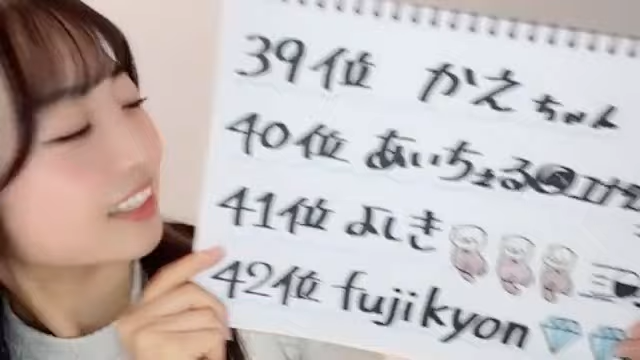 39位 かえちゃん
40位 あいちょる
41位 よしき
42位 fujikyon